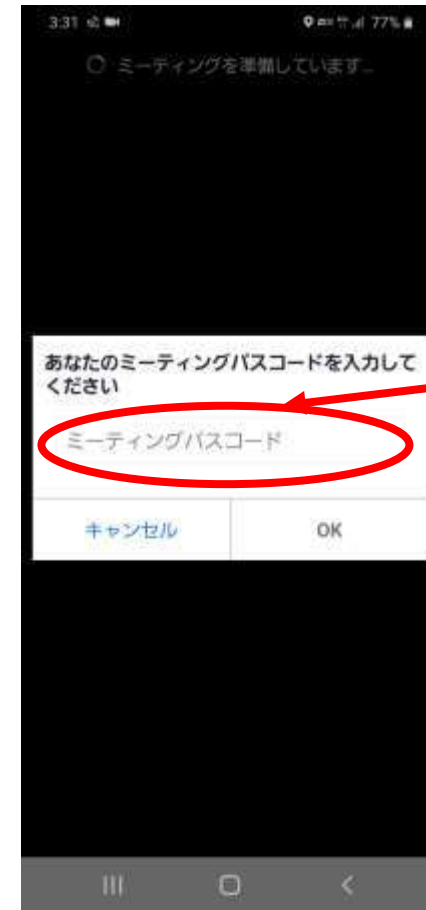 3:31
77%
ミーティングを準備しています...
あなたのミーティングパスコードを入力して
ください
ミーティングパスコード
キャンセル
OK